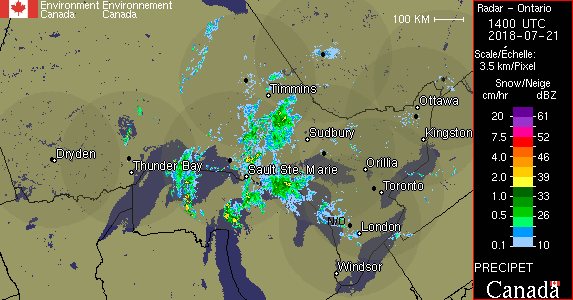 Environment Environnement
Canada Canada
100 KM
Radar - Ontario
1400 UTC
2018-07-21
Scale/Échelle:
3.5 km/Pixel
Snow/Neige
cm/hr dBZ
20 61
7.5 57
5.0 52
4.0 46
2.0 39
1.0 33
0.5 26
0.1 10
PRECIPET
Canada
Timmins
Ottawa
Sudbury
Kingston
Dryden
Thunder Bay
Sault Ste. Marie
Orillia
Toronto
London
Windsor